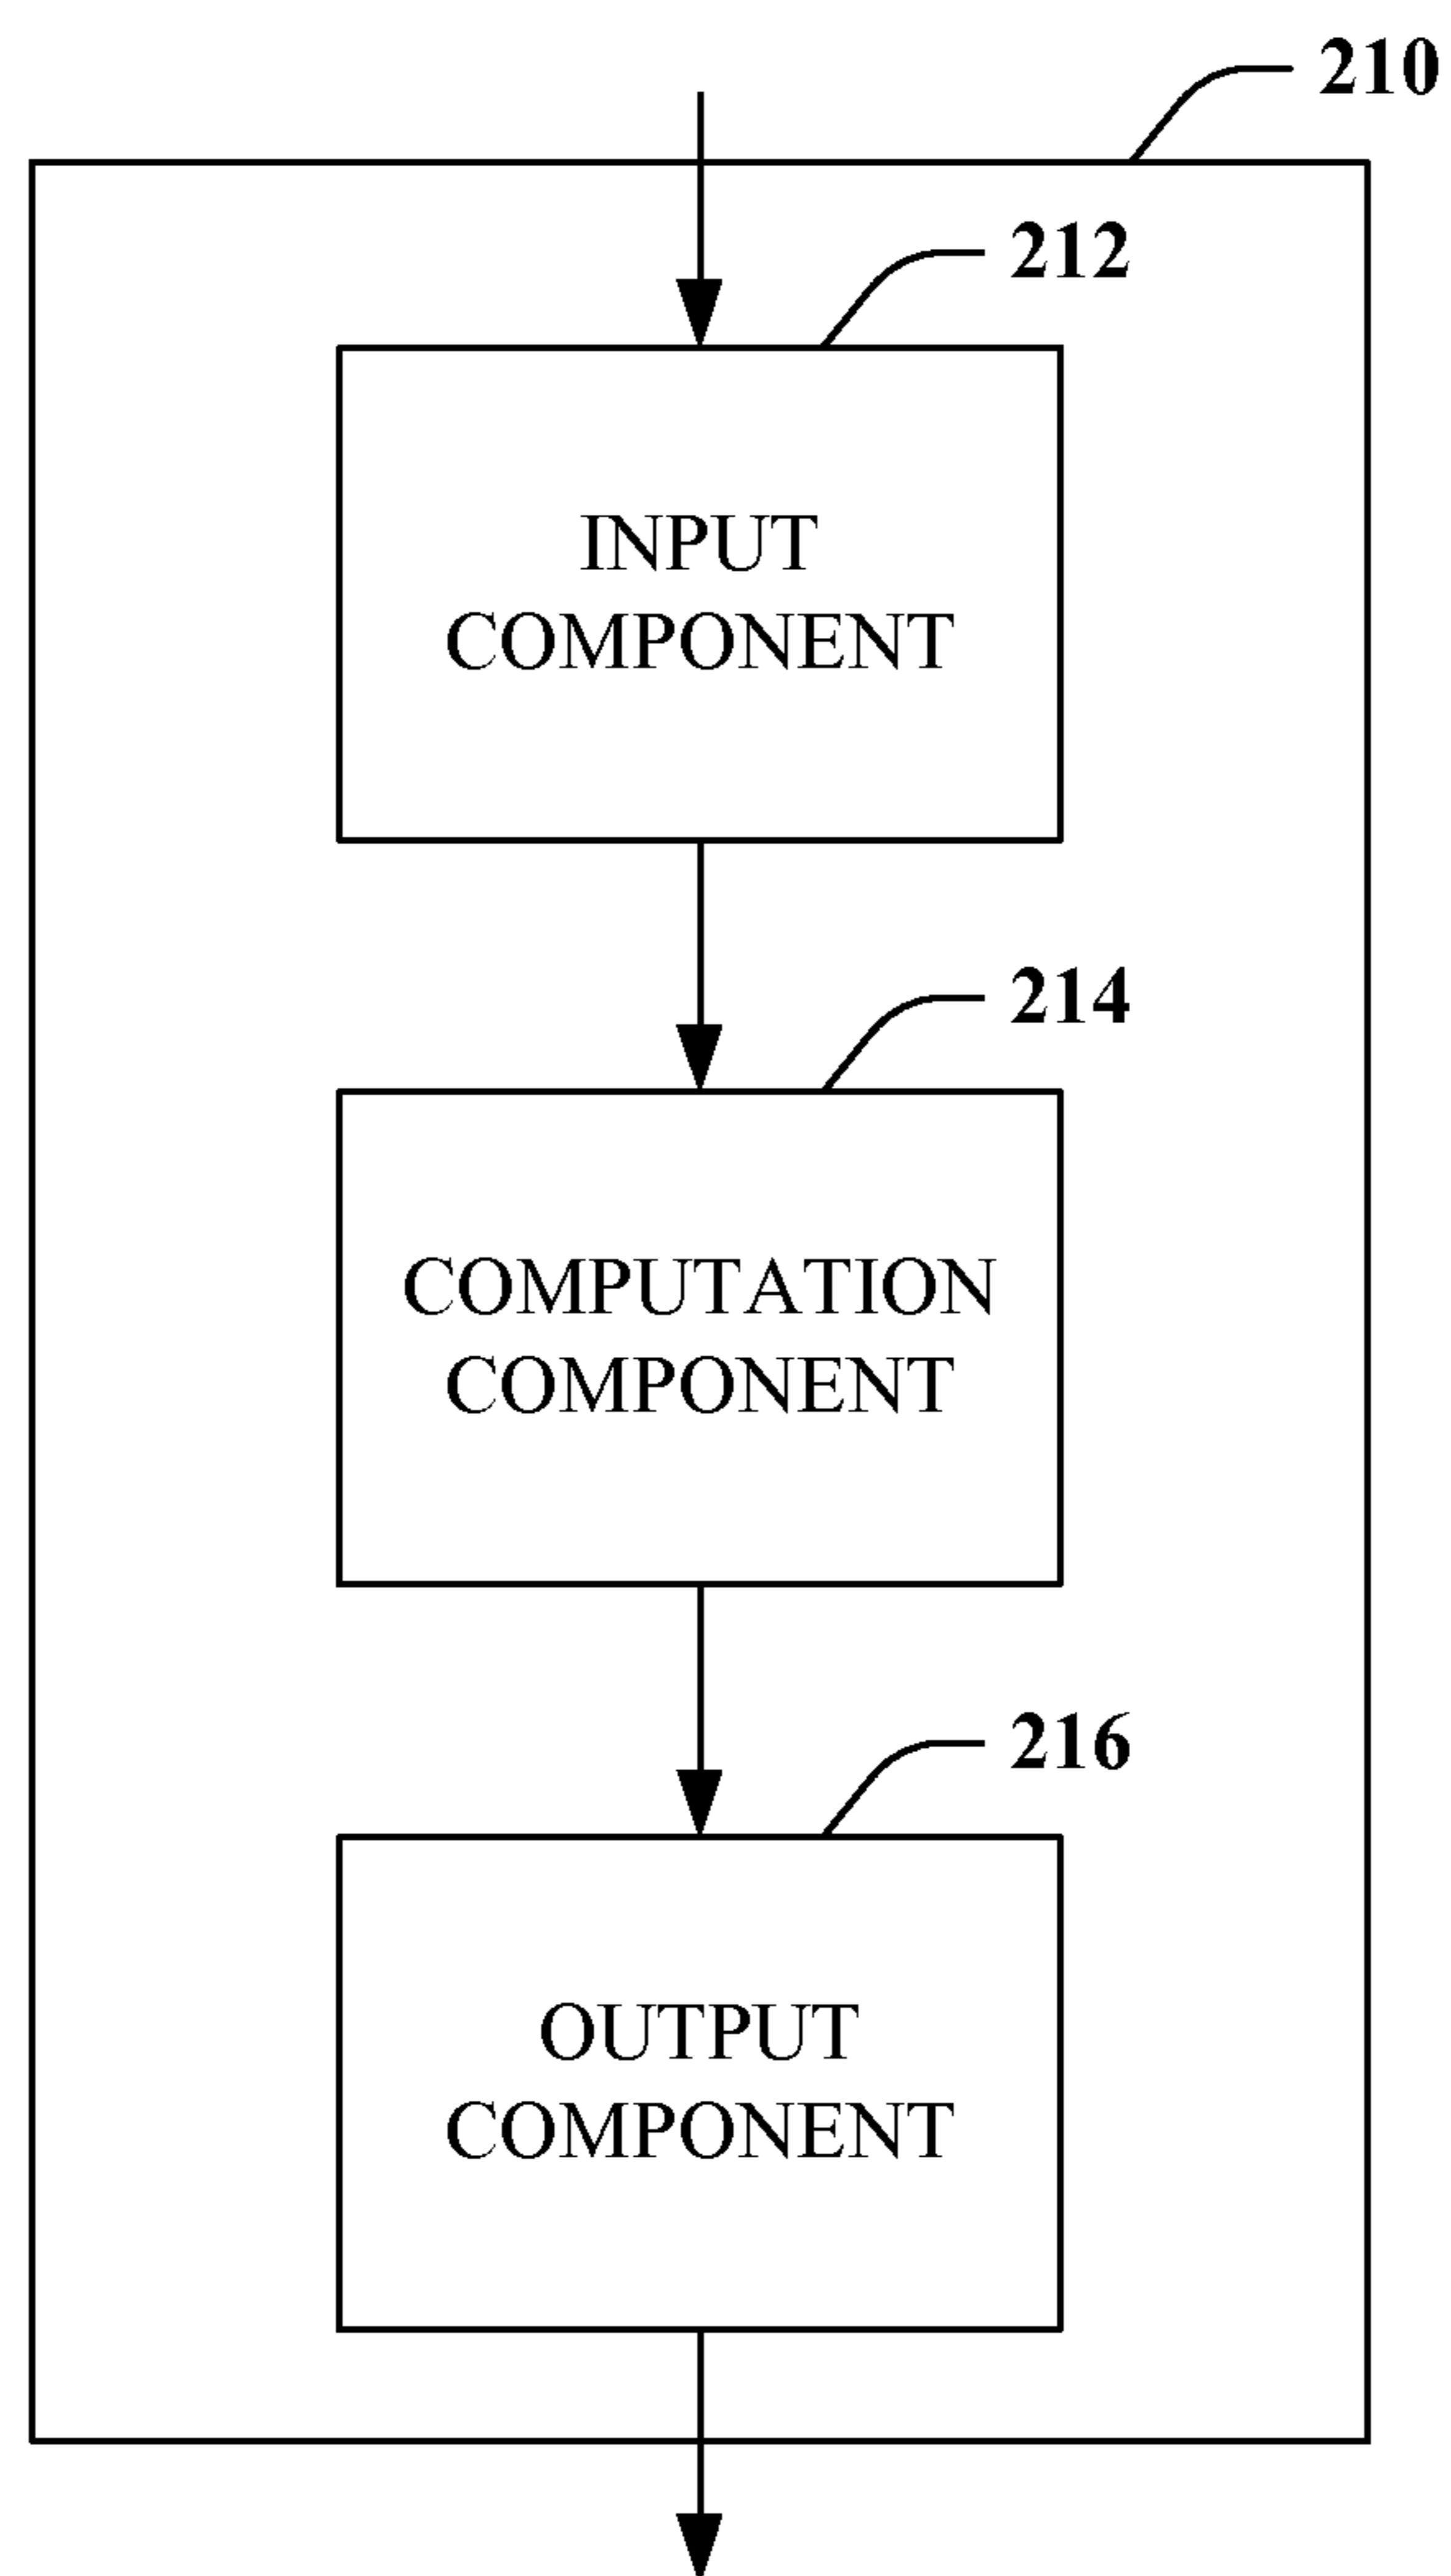 210
212
INPUT
COMPONENT
214
COMPUTATION
COMPONENT
216
OUTPUT
COMPONENT